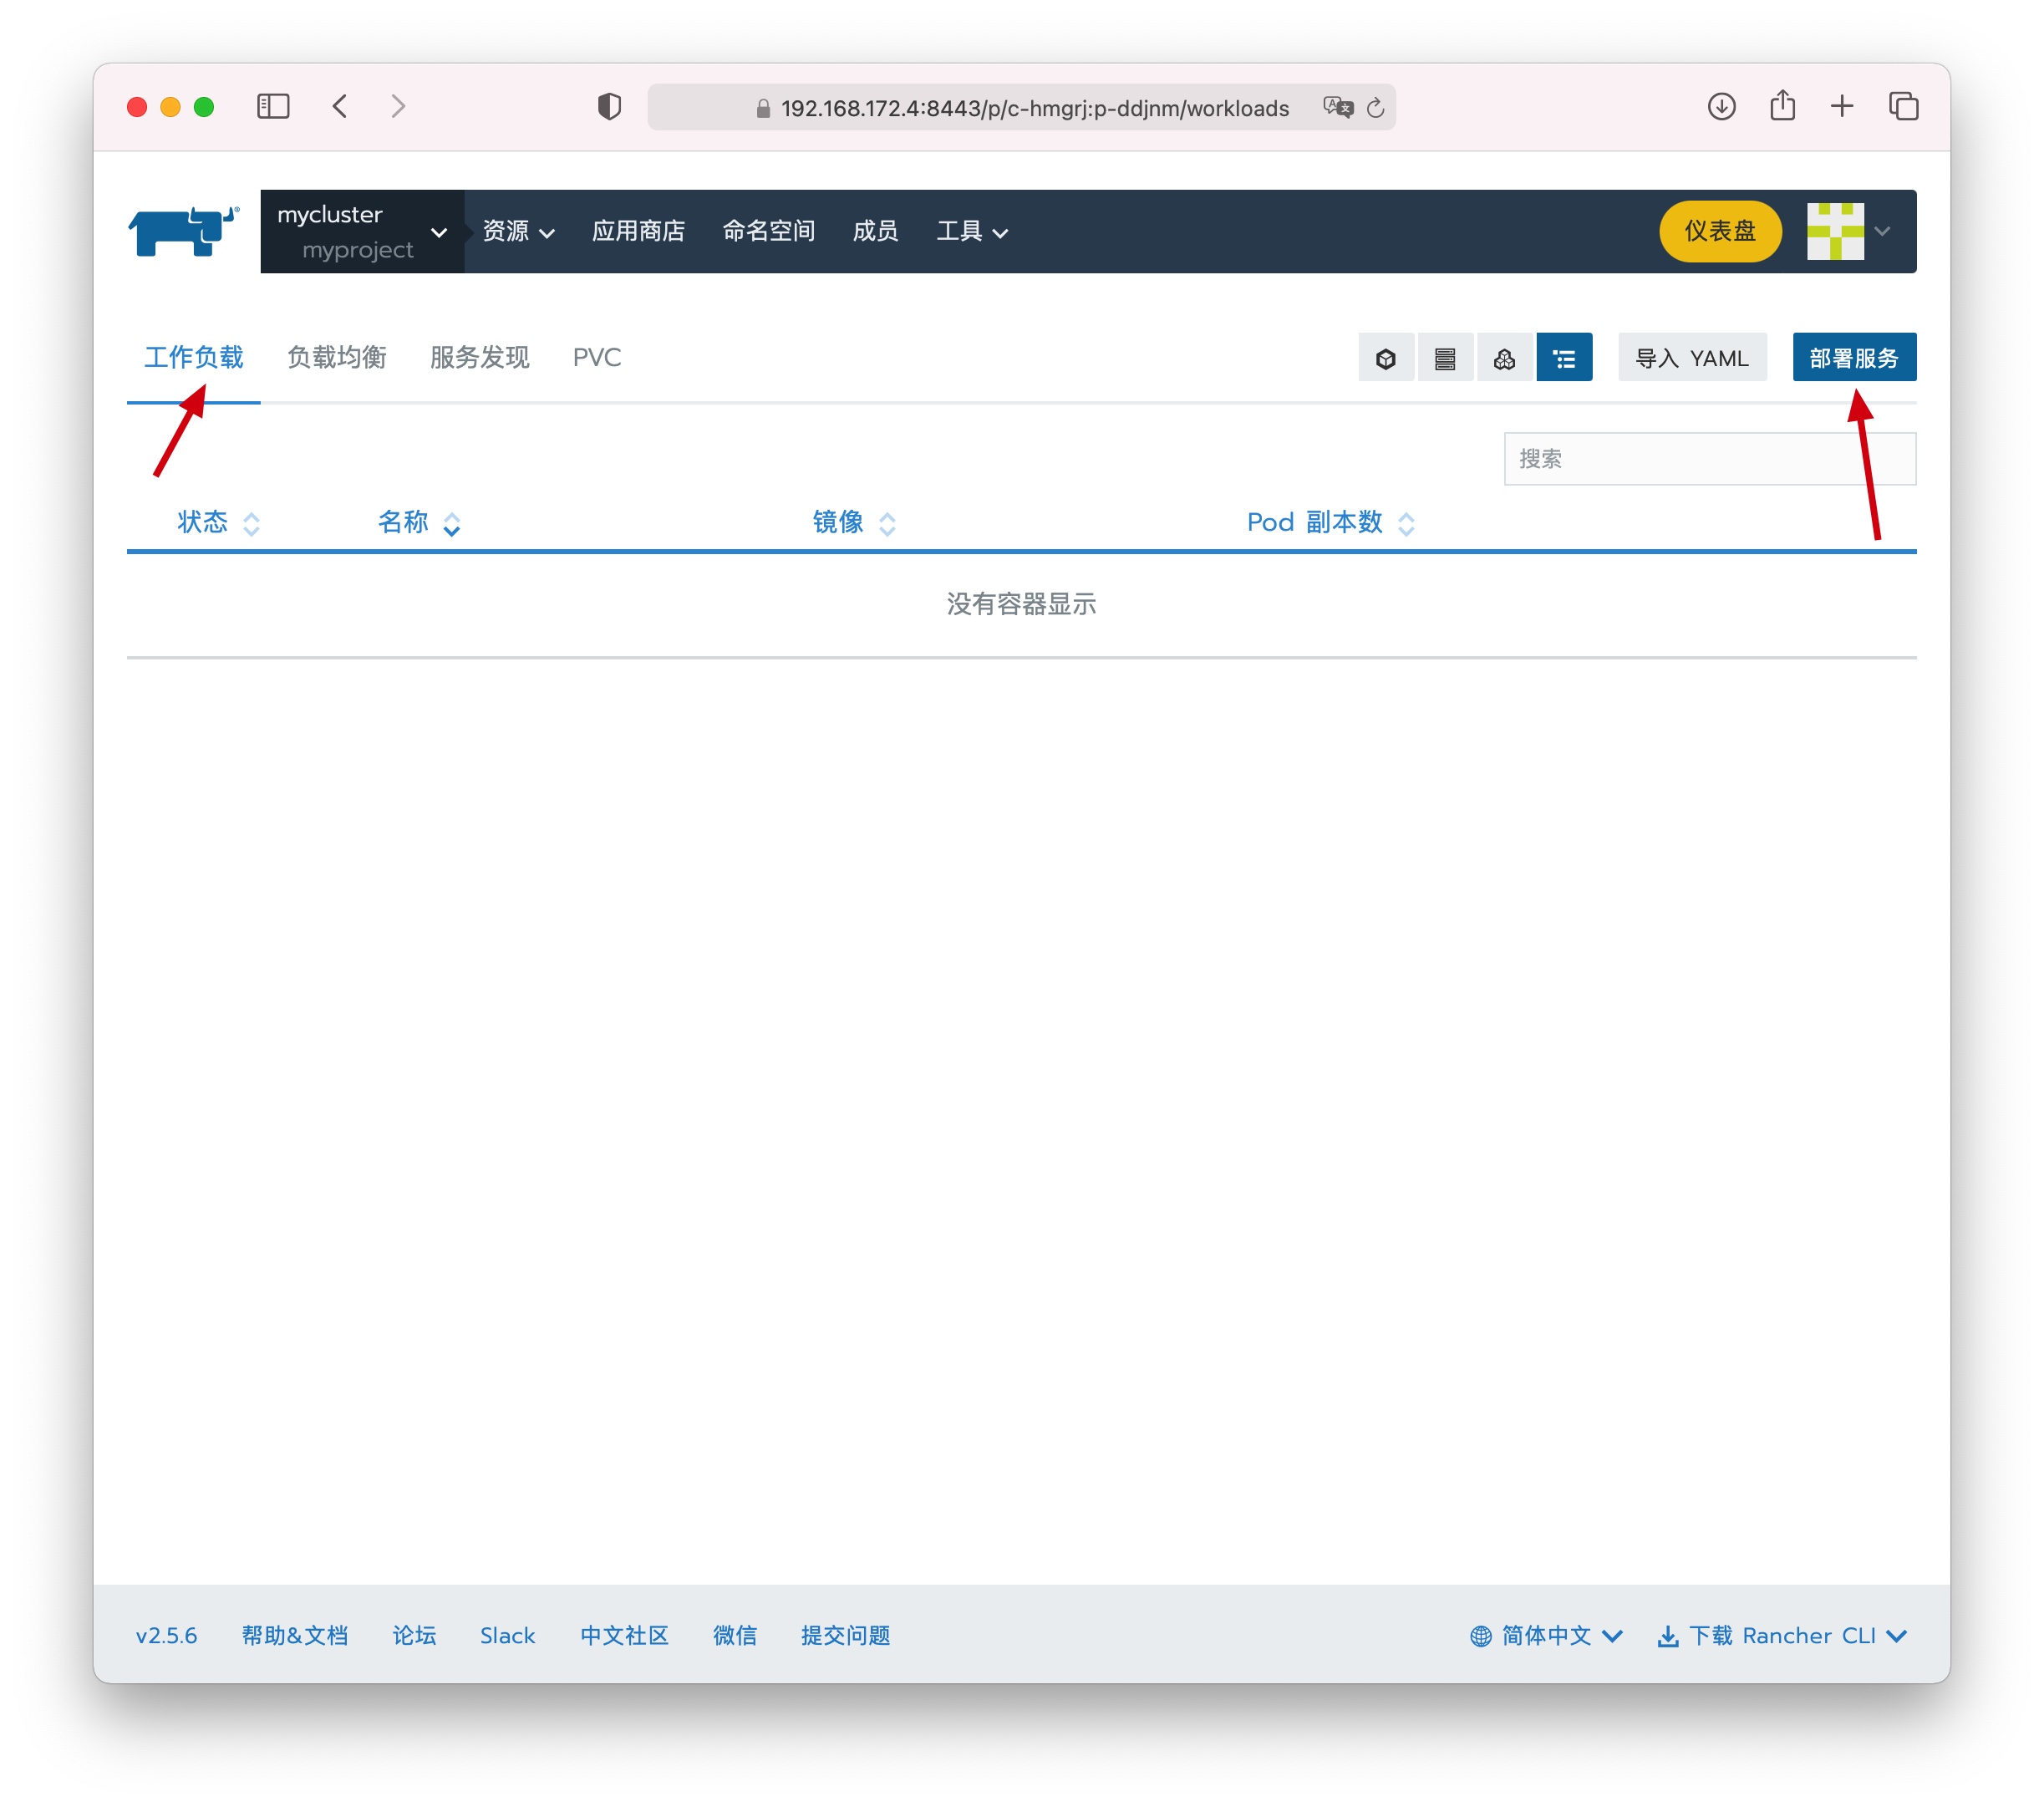 192.168.172.4:8443/p/c-hmgrj:p-ddjnm/workloads
mycluster
myproject
资源
应用商店
命名空间
成员
工具
仪表盘
工作负载
负载均衡
服务发现
PVC
导入 YAML
部署服务
搜索
状态
名称
镜像
Pod 副本数
没有容器显示
v2.5.6
帮助&文档
论坛
Slack
中文社区
微信
提交问题
简体中文
下载 Rancher CLI